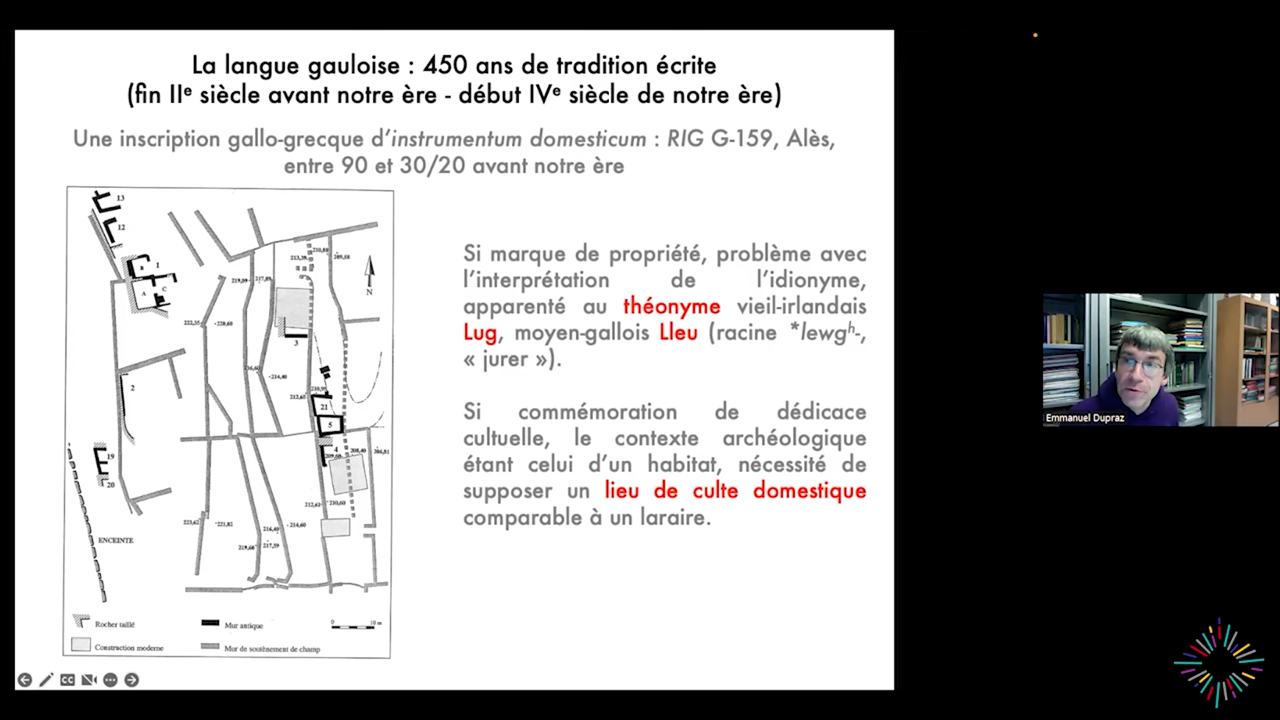 La langue gauloise : 450 ans de tradition écrite
(fin IIᵉ siècle avant notre ère - début IVᵉ siècle de notre ère)
Une inscription gallo-grecque d’instrumentum domesticum : RIG G-159, Alès,
entre 90 et 30/20 avant notre ère
Si marque de propriété, problème avec
l’interprétation de l’idionyme,
apparenté au théonyme vieil-irlandais
Lug, moyen-gallois Lleu (racine *lewgʰ-,
« jurer »).
Si commémoration de dédicace
cultuelle, le contexte archéologique
étant celui d’un habitat, nécessité de
supposer un lieu de culte domestique
comparable à un laraire.
13
12
B
1
A
C
N
3
2
21
5
4
19
20
ENCEINTE
Rocher taillé
Mur antique
0 10 m
Construction moderne
Mur de soutènement de champ
CC
Emmanuel Dupraz